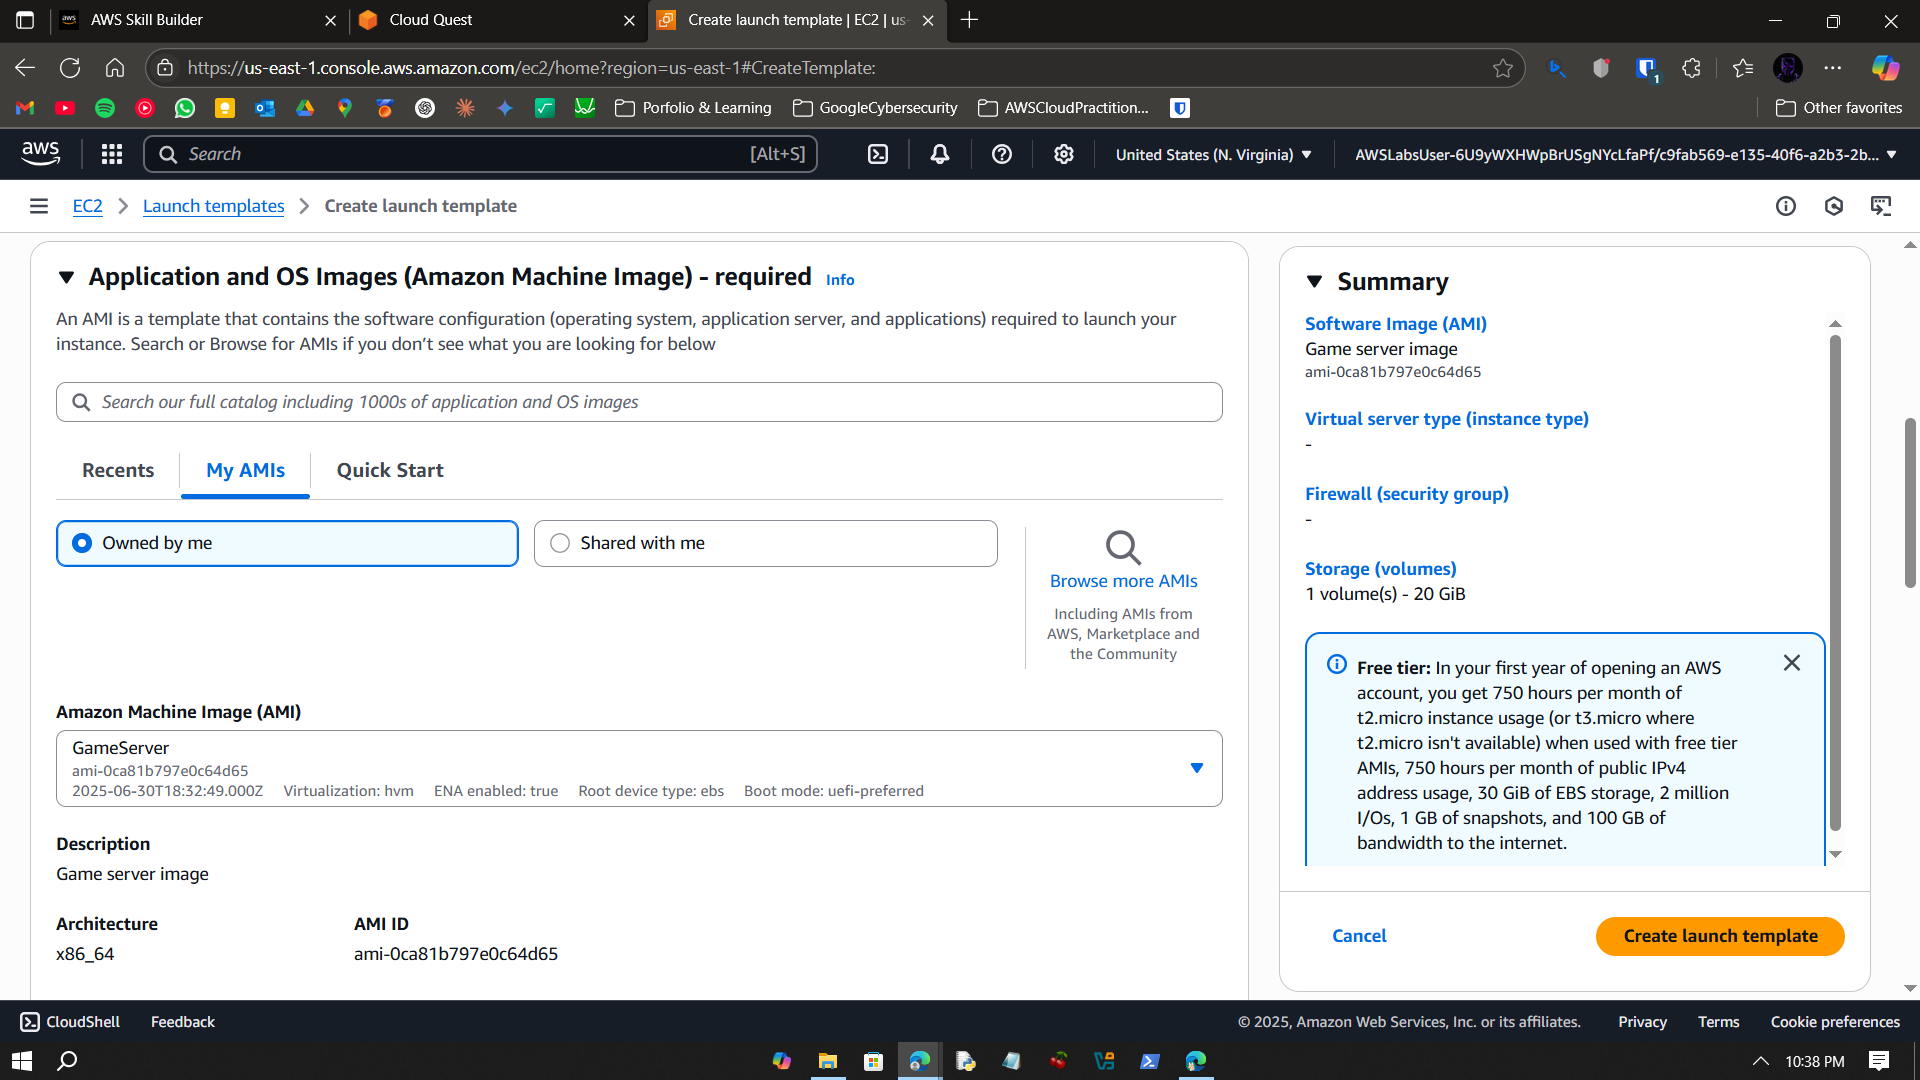 AWS Skill Builder
Cloud Quest
Create launch template | EC2 | us-
https://us-east-1.console.aws.amazon.com/ec2/home?region=us-east-1#CreateTemplate:
1
Porfolio & Learning
GoogleCybersecurity
AWSCloudPractition...
Other favorites
aws
Search
[Alt+S]
United States (N. Virginia)
AWSLabsUser-6U9yWXHWpBrUSgNYcLfaPf/c9fab569-e135-40f6-a2b3-2b...
EC2
Launch templates
Create launch template
Application and OS Images (Amazon Machine Image) - required
Info
An AMI is a template that contains the software configuration (operating system, application server, and applications) required to launch your
instance. Search or Browse for AMIs if you don’t see what you are looking for below
Search our full catalog including 1000s of application and OS images
Recents
My AMIs
Quick Start
Owned by me
Shared with me
Browse more AMIs
Including AMIs from
AWS, Marketplace and
the Community
Amazon Machine Image (AMI)
GameServer
ami-0ca81b797e0c64d65
2025-06-30T18:32:49.000Z
Virtualization: hvm
ENA enabled: true
Root device type: ebs
Boot mode: uefi-preferred
Description
Game server image
Architecture
AMI ID
x86_64
ami-0ca81b797e0c64d65
Summary
Software Image (AMI)
Game server image
ami-0ca81b797e0c64d65
Virtual server type (instance type)
-
Firewall (security group)
-
Storage (volumes)
1 volume(s) - 20 GiB
Free tier: In your first year of opening an AWS
account, you get 750 hours per month of
t2.micro instance usage (or t3.micro where
t2.micro isn't available) when used with free tier
AMIs, 750 hours per month of public IPv4
address usage, 30 GiB of EBS storage, 2 million
I/Os, 1 GB of snapshots, and 100 GB of
bandwidth to the internet.
Cancel
Create launch template
CloudShell
Feedback
© 2025, Amazon Web Services, Inc. or its affiliates.
Privacy
Terms
Cookie preferences
10:38 PM